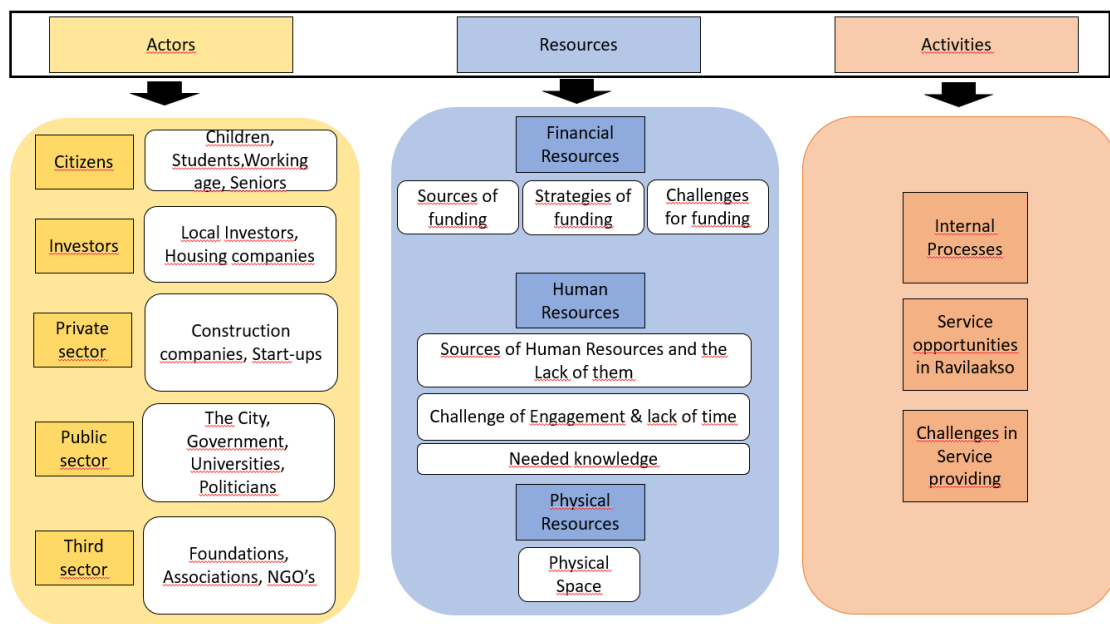 Actors
Resources
Activities
Citizens
Children,
Students,Working
age, Seniors
Investors
Local Investors,
Housing companies
Private
sector
Construction
companies, Start-ups
Public
sector
The City,
Government,
Universities,
Politicians
Third
sector
Foundations,
Associations, NGO's
Financial
Resources
Sources of
funding
Strategies of
funding
Challenges
for funding
Human
Resources
Sources of Human Resources and the
Lack of them
Challenge of Engagement & lack of time
Needed knowledge
Physical
Resources
Physical
Space
Internal
Processes
Service
opportunities
in Ravilaakso
Challenges in
Service
providing